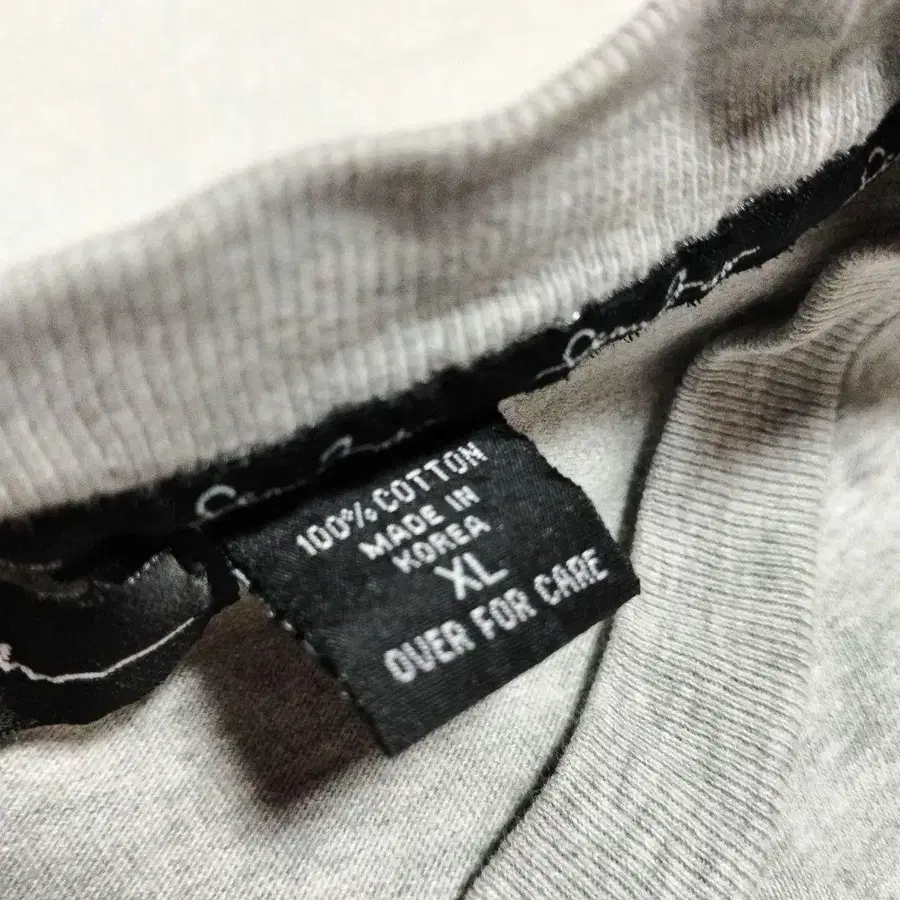 100% COTTON
MADE IN
KOREA
XL
OVER FOR CARE